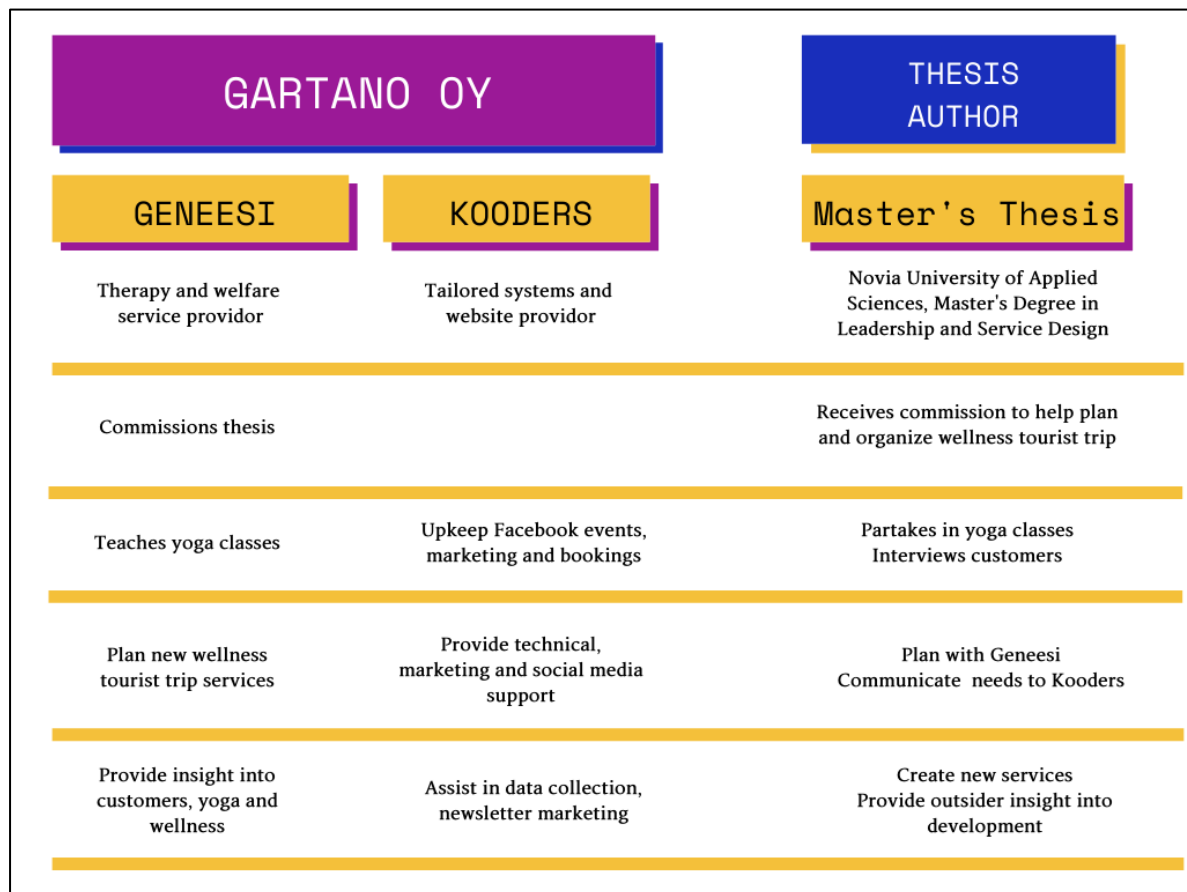 GARTANO OY
THESIS
AUTHOR
GENEESI
KOODERS
Master's Thesis
Therapy and welfare
service providor
Tailored systems and
website providor
Novia University of Applied
Sciences, Master's Degree in
Leadership and Service Design
Commissions thesis
Receives commission to help plan
and organize wellness tourist trip
Teaches yoga classes
Upkeep Facebook events,
marketing and bookings
Partakes in yoga classes
Interviews customers
Plan new wellness
tourist trip services
Provide technical,
marketing and social media
support
Plan with Geneesi
Communicate needs to Kooders
Provide insight into
customers, yoga and
wellness
Assist in data collection,
newsletter marketing
Create new services
Provide outsider insight into
development